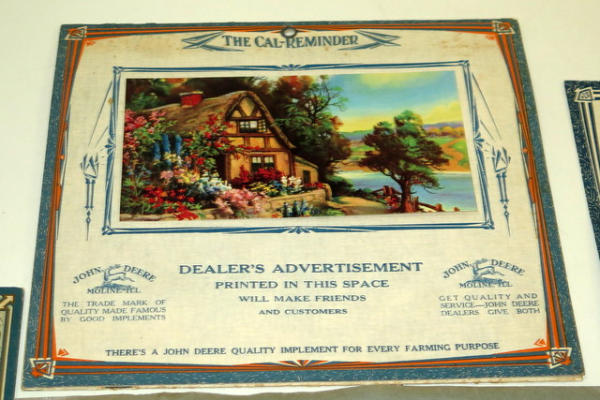 THE CAL-REMINDER
DEALER'S ADVERTISEMENT
PRINTED IN THIS SPACE
WILL MAKE FRIENDS
AND CUSTOMERS
JOHN DEERE
MOLINE-ILL.
THE TRADE MARK OF
QUALITY MADE FAMOUS
BY GOOD IMPLEMENTS
JOHN DEERE
MOLINE-ILL.
GET QUALITY AND
SERVICE—JOHN DEERE
DEALERS GIVE BOTH
THERE'S A JOHN DEERE QUALITY IMPLEMENT FOR EVERY FARMING PURPOSE